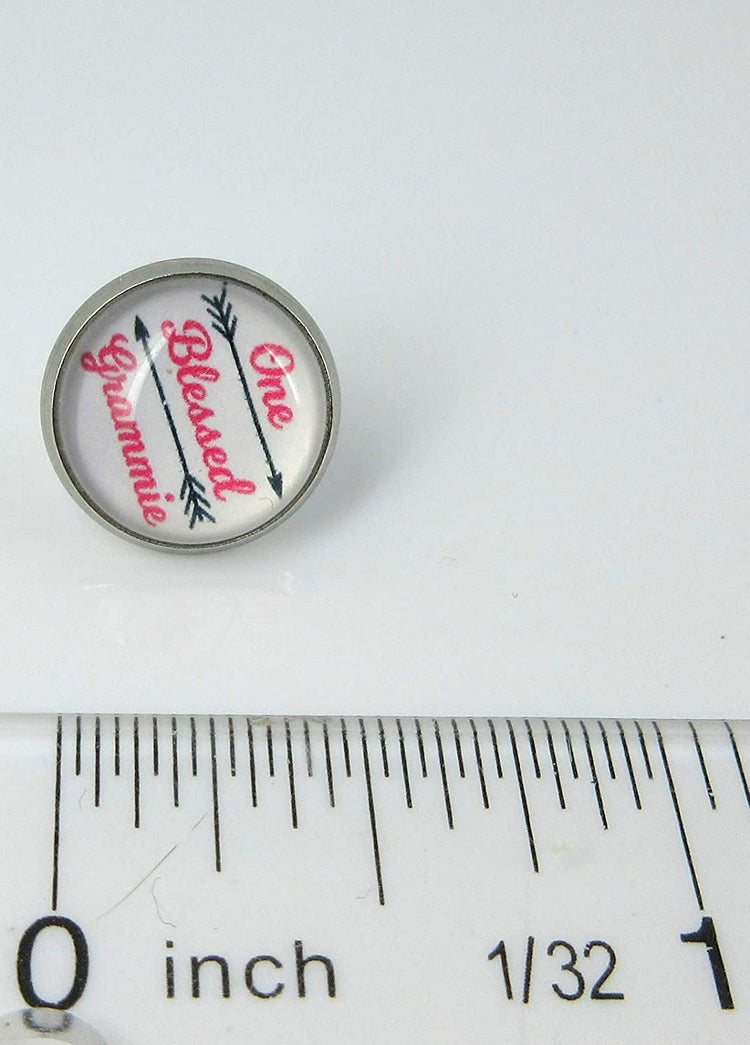 One
Blessed
Grammie
0 inch 1/32 1